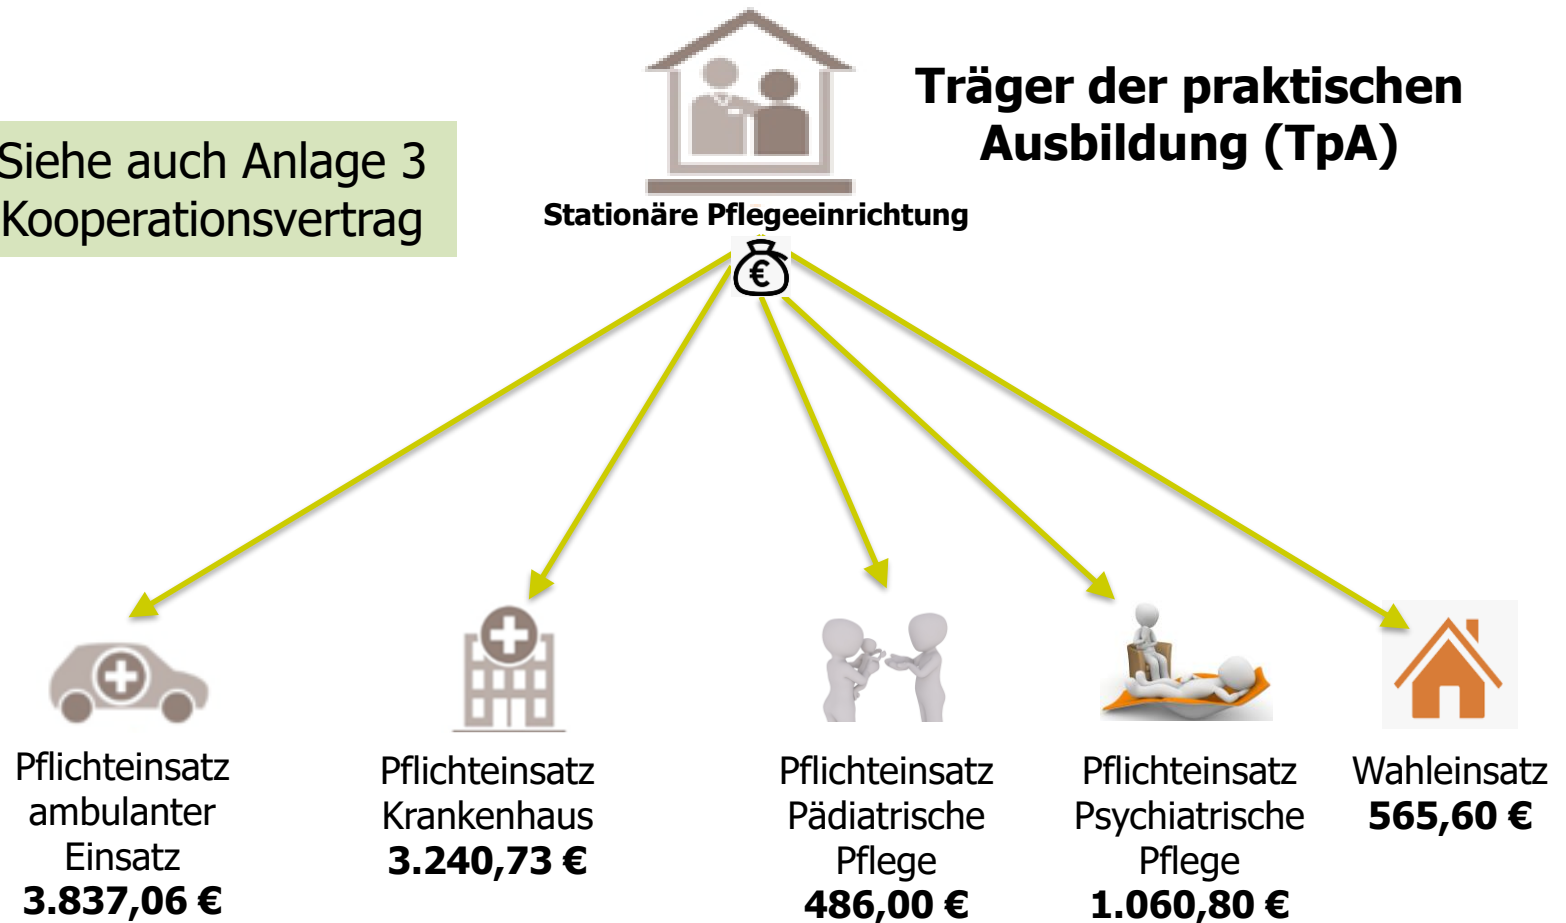 Träger der praktischen
Ausbildung (TpA)
Siehe auch Anlage 3
Kooperationsvertrag
Stationäre Pflegeeinrichtung
€
Pflichteinsatz
ambulanter
Einsatz
3.837,06 €
Pflichteinsatz
Krankenhaus
3.240,73 €
Pflichteinsatz
Pädiatrische
Pflege
486,00 €
Pflichteinsatz
Psychiatrische
Pflege
1.060,80 €
Wahleinsatz
565,60 €